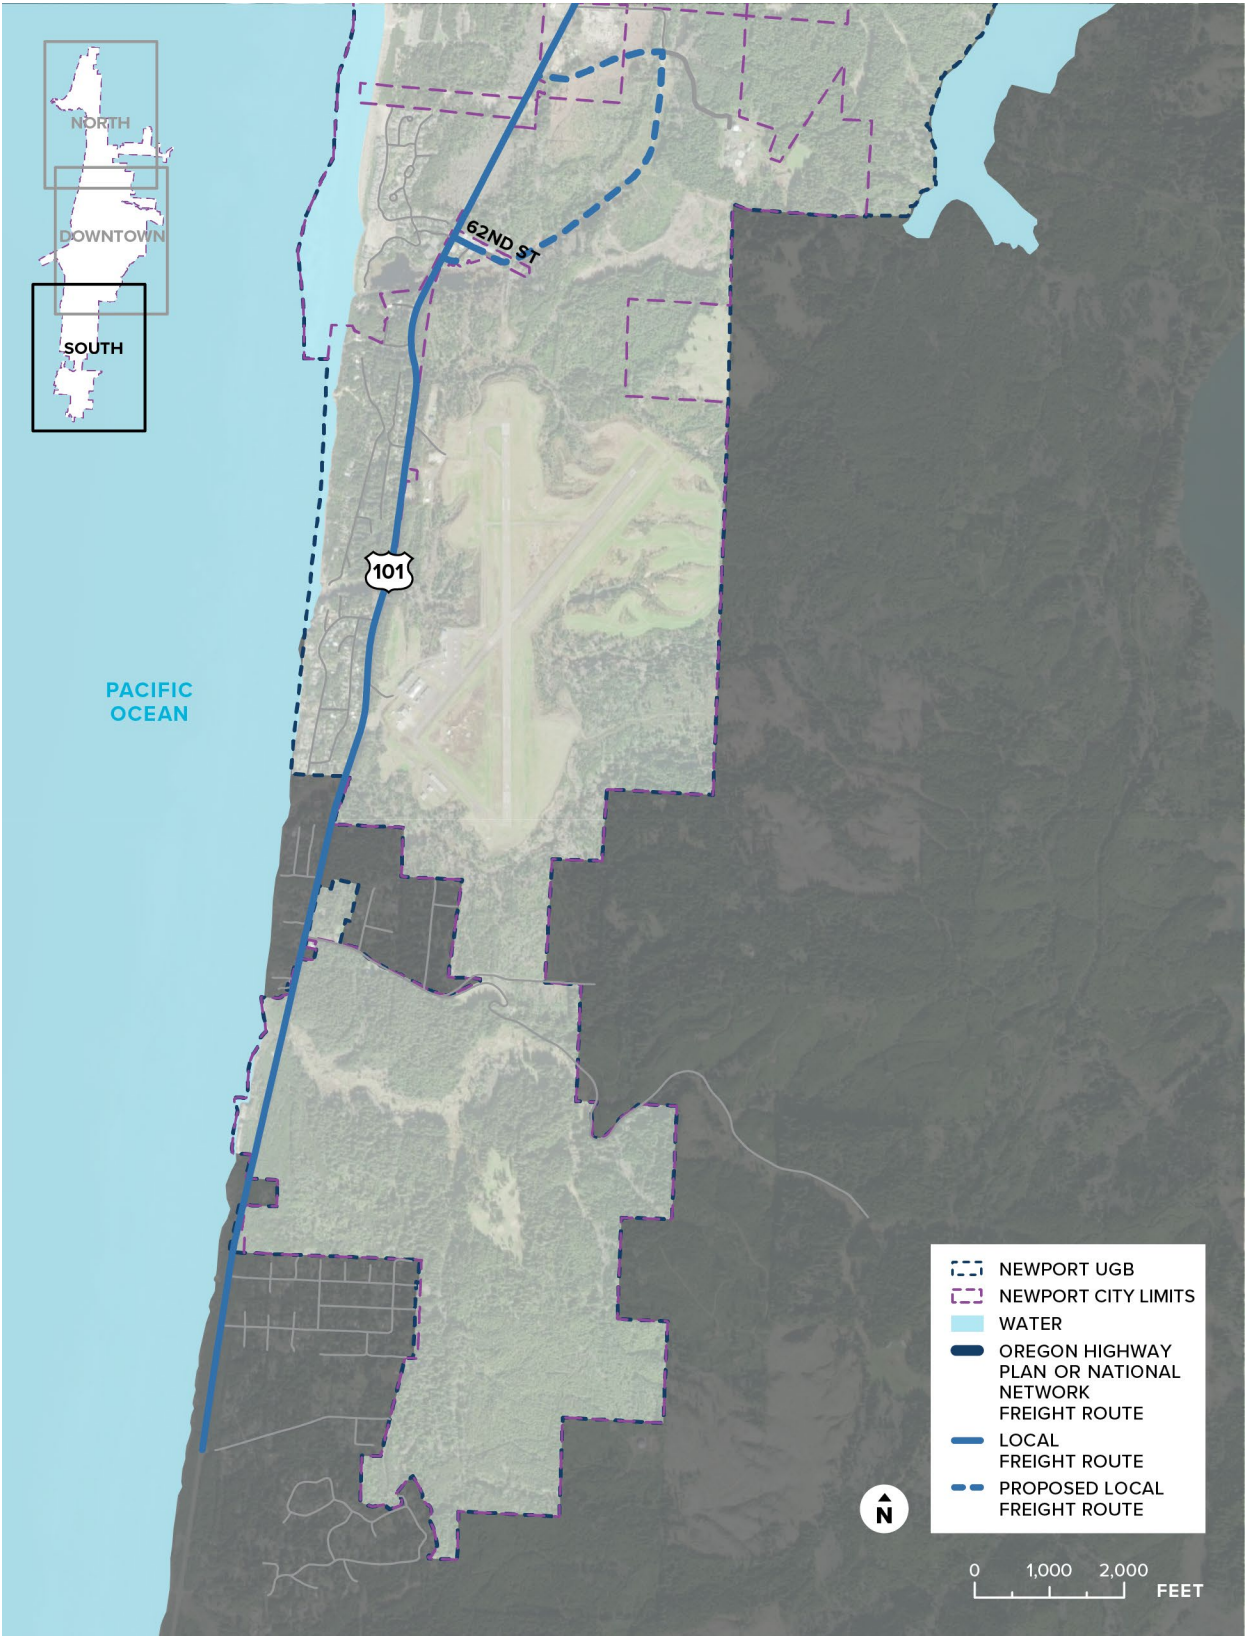 NORTH
DOWNTOWN
SOUTH
62ND ST
101
PACIFIC
OCEAN
NEWPORT UGB
NEWPORT CITY LIMITS
WATER
OREGON HIGHWAY
PLAN OR NATIONAL
NETWORK
FREIGHT ROUTE
LOCAL
FREIGHT ROUTE
PROPOSED LOCAL
FREIGHT ROUTE
N
0 1,000 2,000
FEET